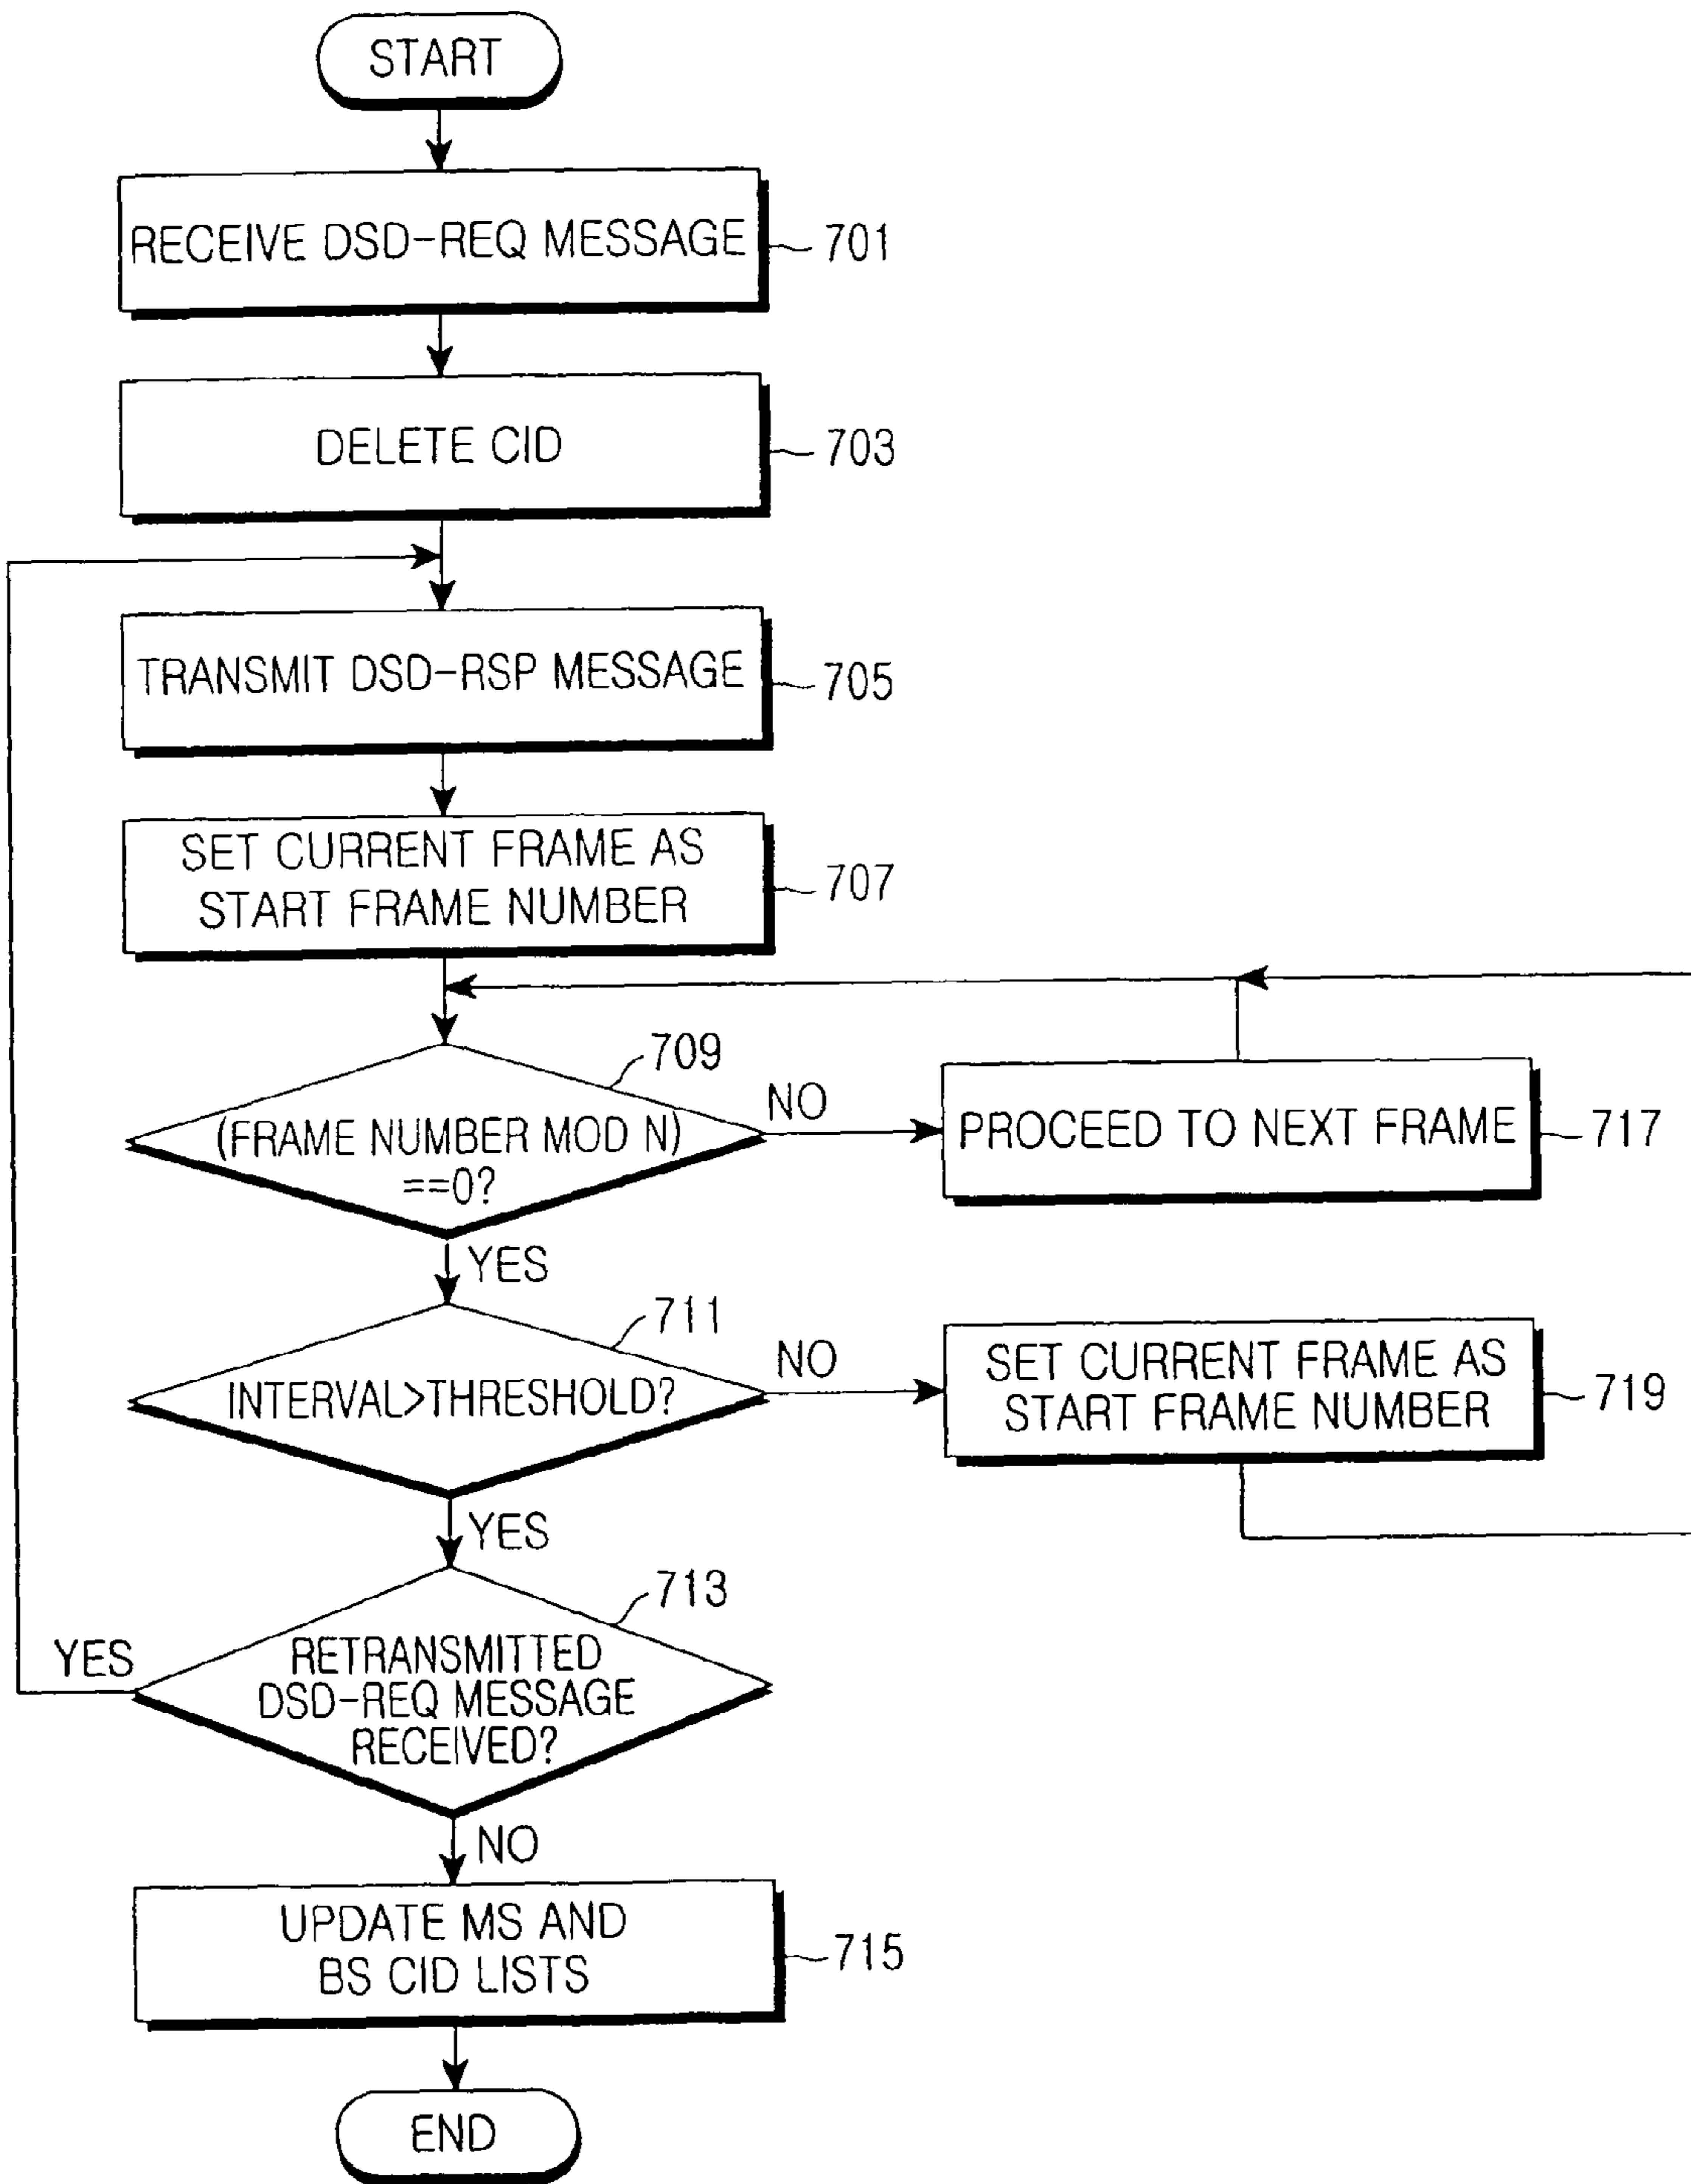 START
RECEIVE DSD-REQ MESSAGE
701
DELETE CID
703
TRANSMIT DSD-RSP MESSAGE
705
SET CURRENT FRAME AS
START FRAME NUMBER
707
709
(FRAME NUMBER MOD N)
==0?
NO
PROCEED TO NEXT FRAME
717
YES
711
INTERVAL>THRESHOLD?
NO
SET CURRENT FRAME AS
START FRAME NUMBER
719
YES
713
RETRANSMITTED
DSD-REQ MESSAGE
RECEIVED?
YES
NO
UPDATE MS AND
BS CID LISTS
715
END